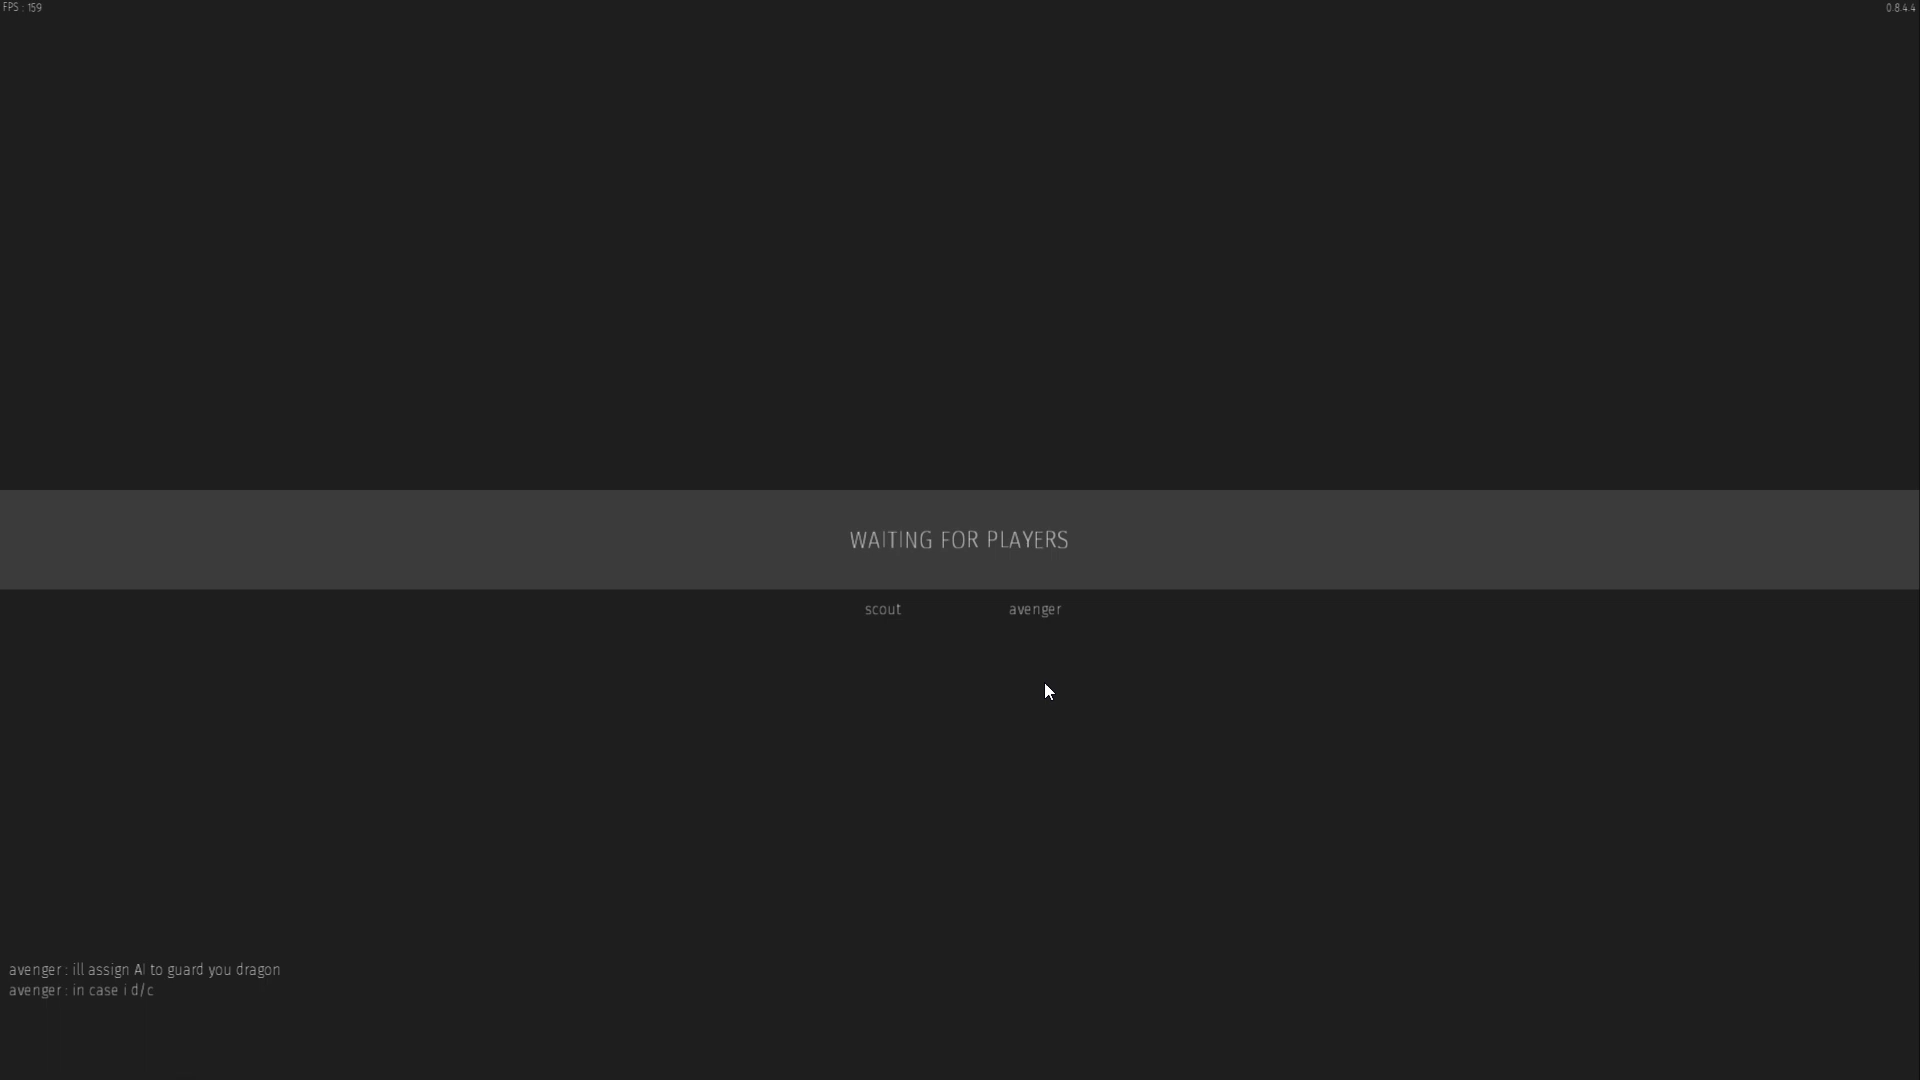 FPS : 159
0.8.4.4
WAITING FOR PLAYERS
scout avenger
avenger : ill assign AI to guard you dragon
avenger : in case i d/c